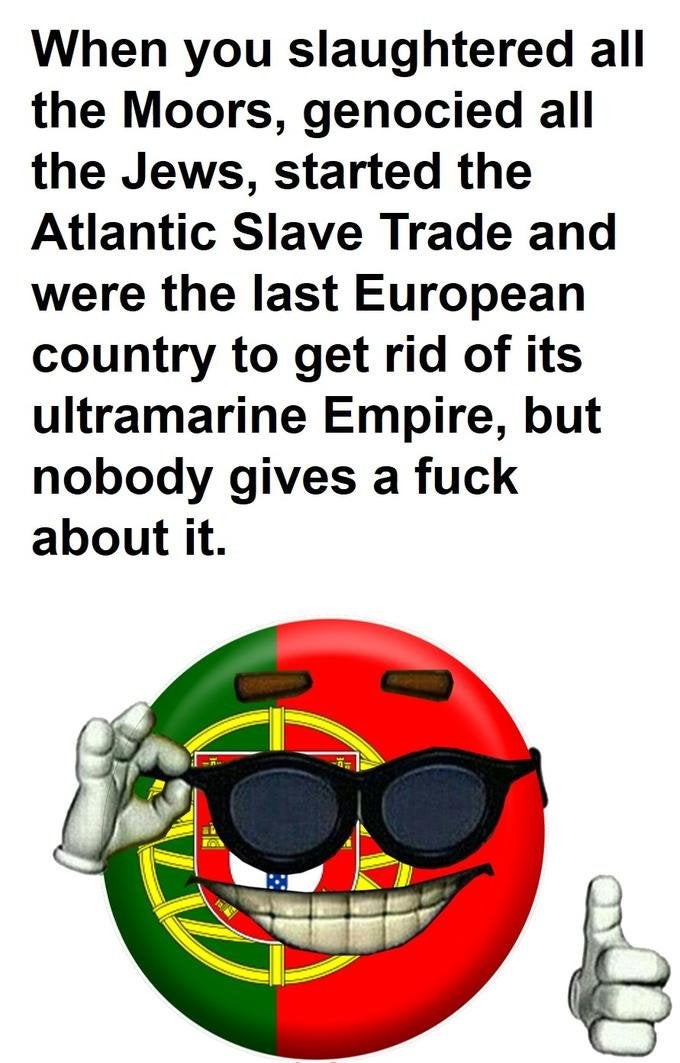 When you slaughtered all
the Moors, genocied all
the Jews, started the
Atlantic Slave Trade and
were the last European
country to get rid of its
ultramarine Empire, but
nobody gives a fuck
about it.